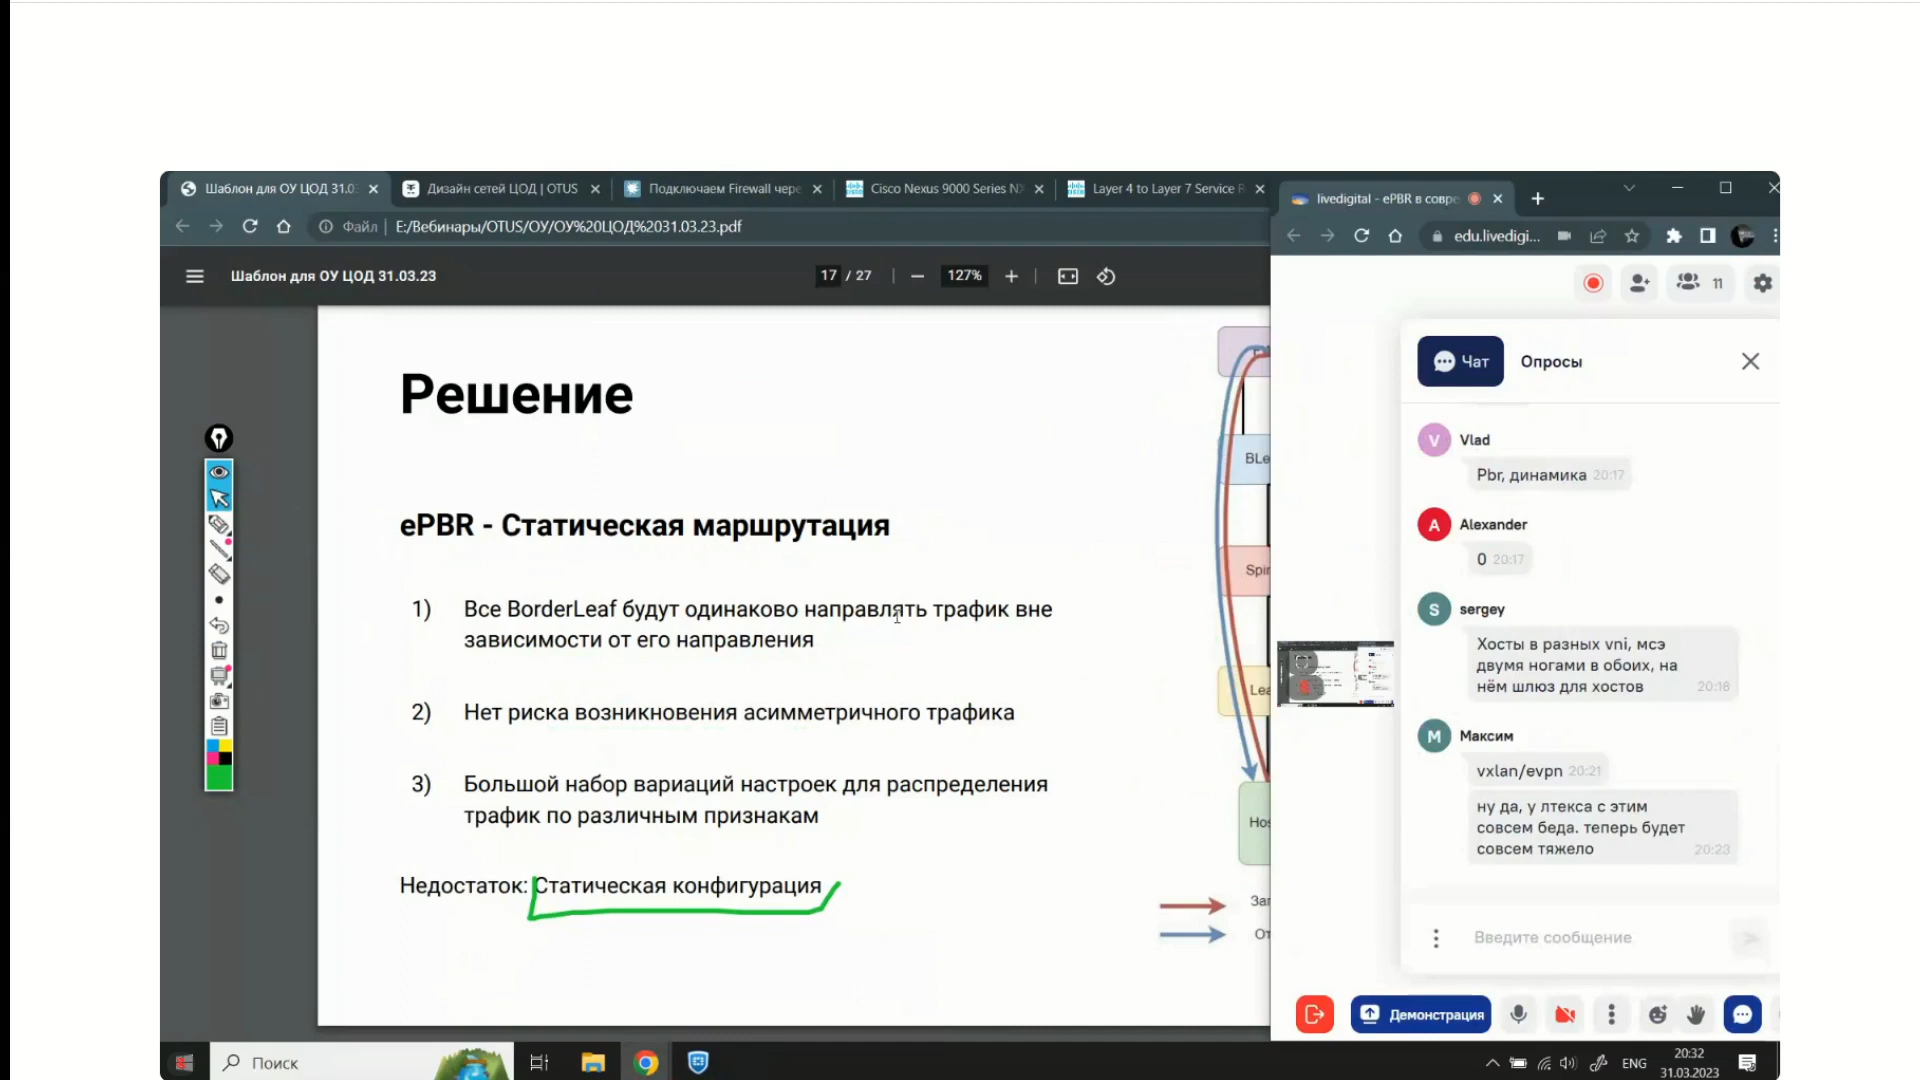 Шаблон для ОУ ЦОД 31.0
Дизайн сетей ЦОД | OTUS
Подключаем Firewall чере
Cisco Nexus 9000 Series NX
Layer 4 to Layer 7 Service R
livedigital - ePBR в совре
Файл
E:/Вебинары/OTUS/ОУ/ОУ%20ЦОД%2031.03.23.pdf
edu.livedigi...
Шаблон для ОУ ЦОД 31.03.23
17 / 27
127%
11
Решение
ePBR - Статическая маршрутация
1) Все BorderLeaf будут одинаково направлять трафик вне
зависимости от его направления
2) Нет риска возникновения асимметричного трафика
3) Большой набор вариаций настроек для распределения
трафик по различным признакам
Недостаток: Статическая конфигурация
BLe
Spin
Lea
Hos
Зап
От
Чат
Опросы
V
Vlad
Pbr, динамика 20:17
A
Alexander
0 20:17
S
sergey
Хосты в разных vni, мсэ
двумя ногами в обоих, на
нём шлюз для хостов 20:18
М
Максим
vxlan/evpn 20:21
ну да, у лтекса с этим
совсем беда. теперь будет
совсем тяжело 20:23
Введите сообщение
Демонстрация
Поиск
ENG
20:32
31.03.2023